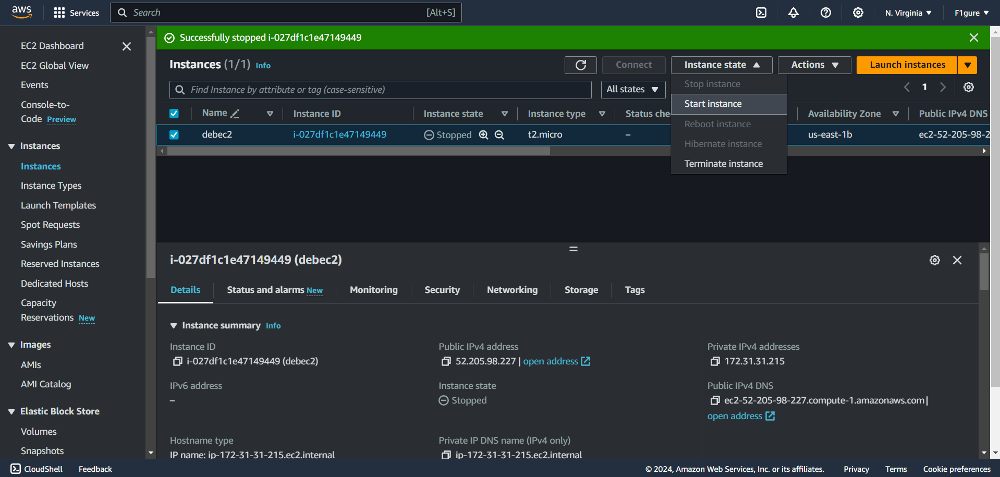 aws
Services
Search
[Alt+S]
N. Virginia
F1gure
EC2 Dashboard
EC2 Global View
Events
Console-to-
Code Preview
Instances
Instances
Instance Types
Launch Templates
Spot Requests
Savings Plans
Reserved Instances
Dedicated Hosts
Capacity
Reservations New
Images
AMIs
AMI Catalog
Elastic Block Store
Volumes
Snapshots
Successfully stopped i-027df1c1e47149449
Instances (1/1) Info
Connect
Instance state
Actions
Launch instances
Find Instance by attribute or tag (case-sensitive)
All states
1
Stop instance
Start instance
Reboot instance
Hibernate instance
Terminate instance
Name
Instance ID
Instance state
Instance type
Status che
Availability Zone
Public IPv4 DNS
debec2
i-027df1c1e47149449
Stopped
t2.micro
–
us-east-1b
ec2-52-205-98-2
i-027df1c1e47149449 (debec2)
Details
Status and alarms New
Monitoring
Security
Networking
Storage
Tags
Instance summary Info
Instance ID
i-027df1c1e47149449 (debec2)
Public IPv4 address
52.205.98.227 | open address
Private IPv4 addresses
172.31.31.215
IPv6 address
–
Instance state
Stopped
Public IPv4 DNS
ec2-52-205-98-227.compute-1.amazonaws.com |
open address
Hostname type
IP name: ip-172-31-31-215.ec2.internal
Private IP DNS name (IPv4 only)
ip-172-31-31-215.ec2.internal
CloudShell
Feedback
© 2024, Amazon Web Services, Inc. or its affiliates.
Privacy
Terms
Cookie preferences